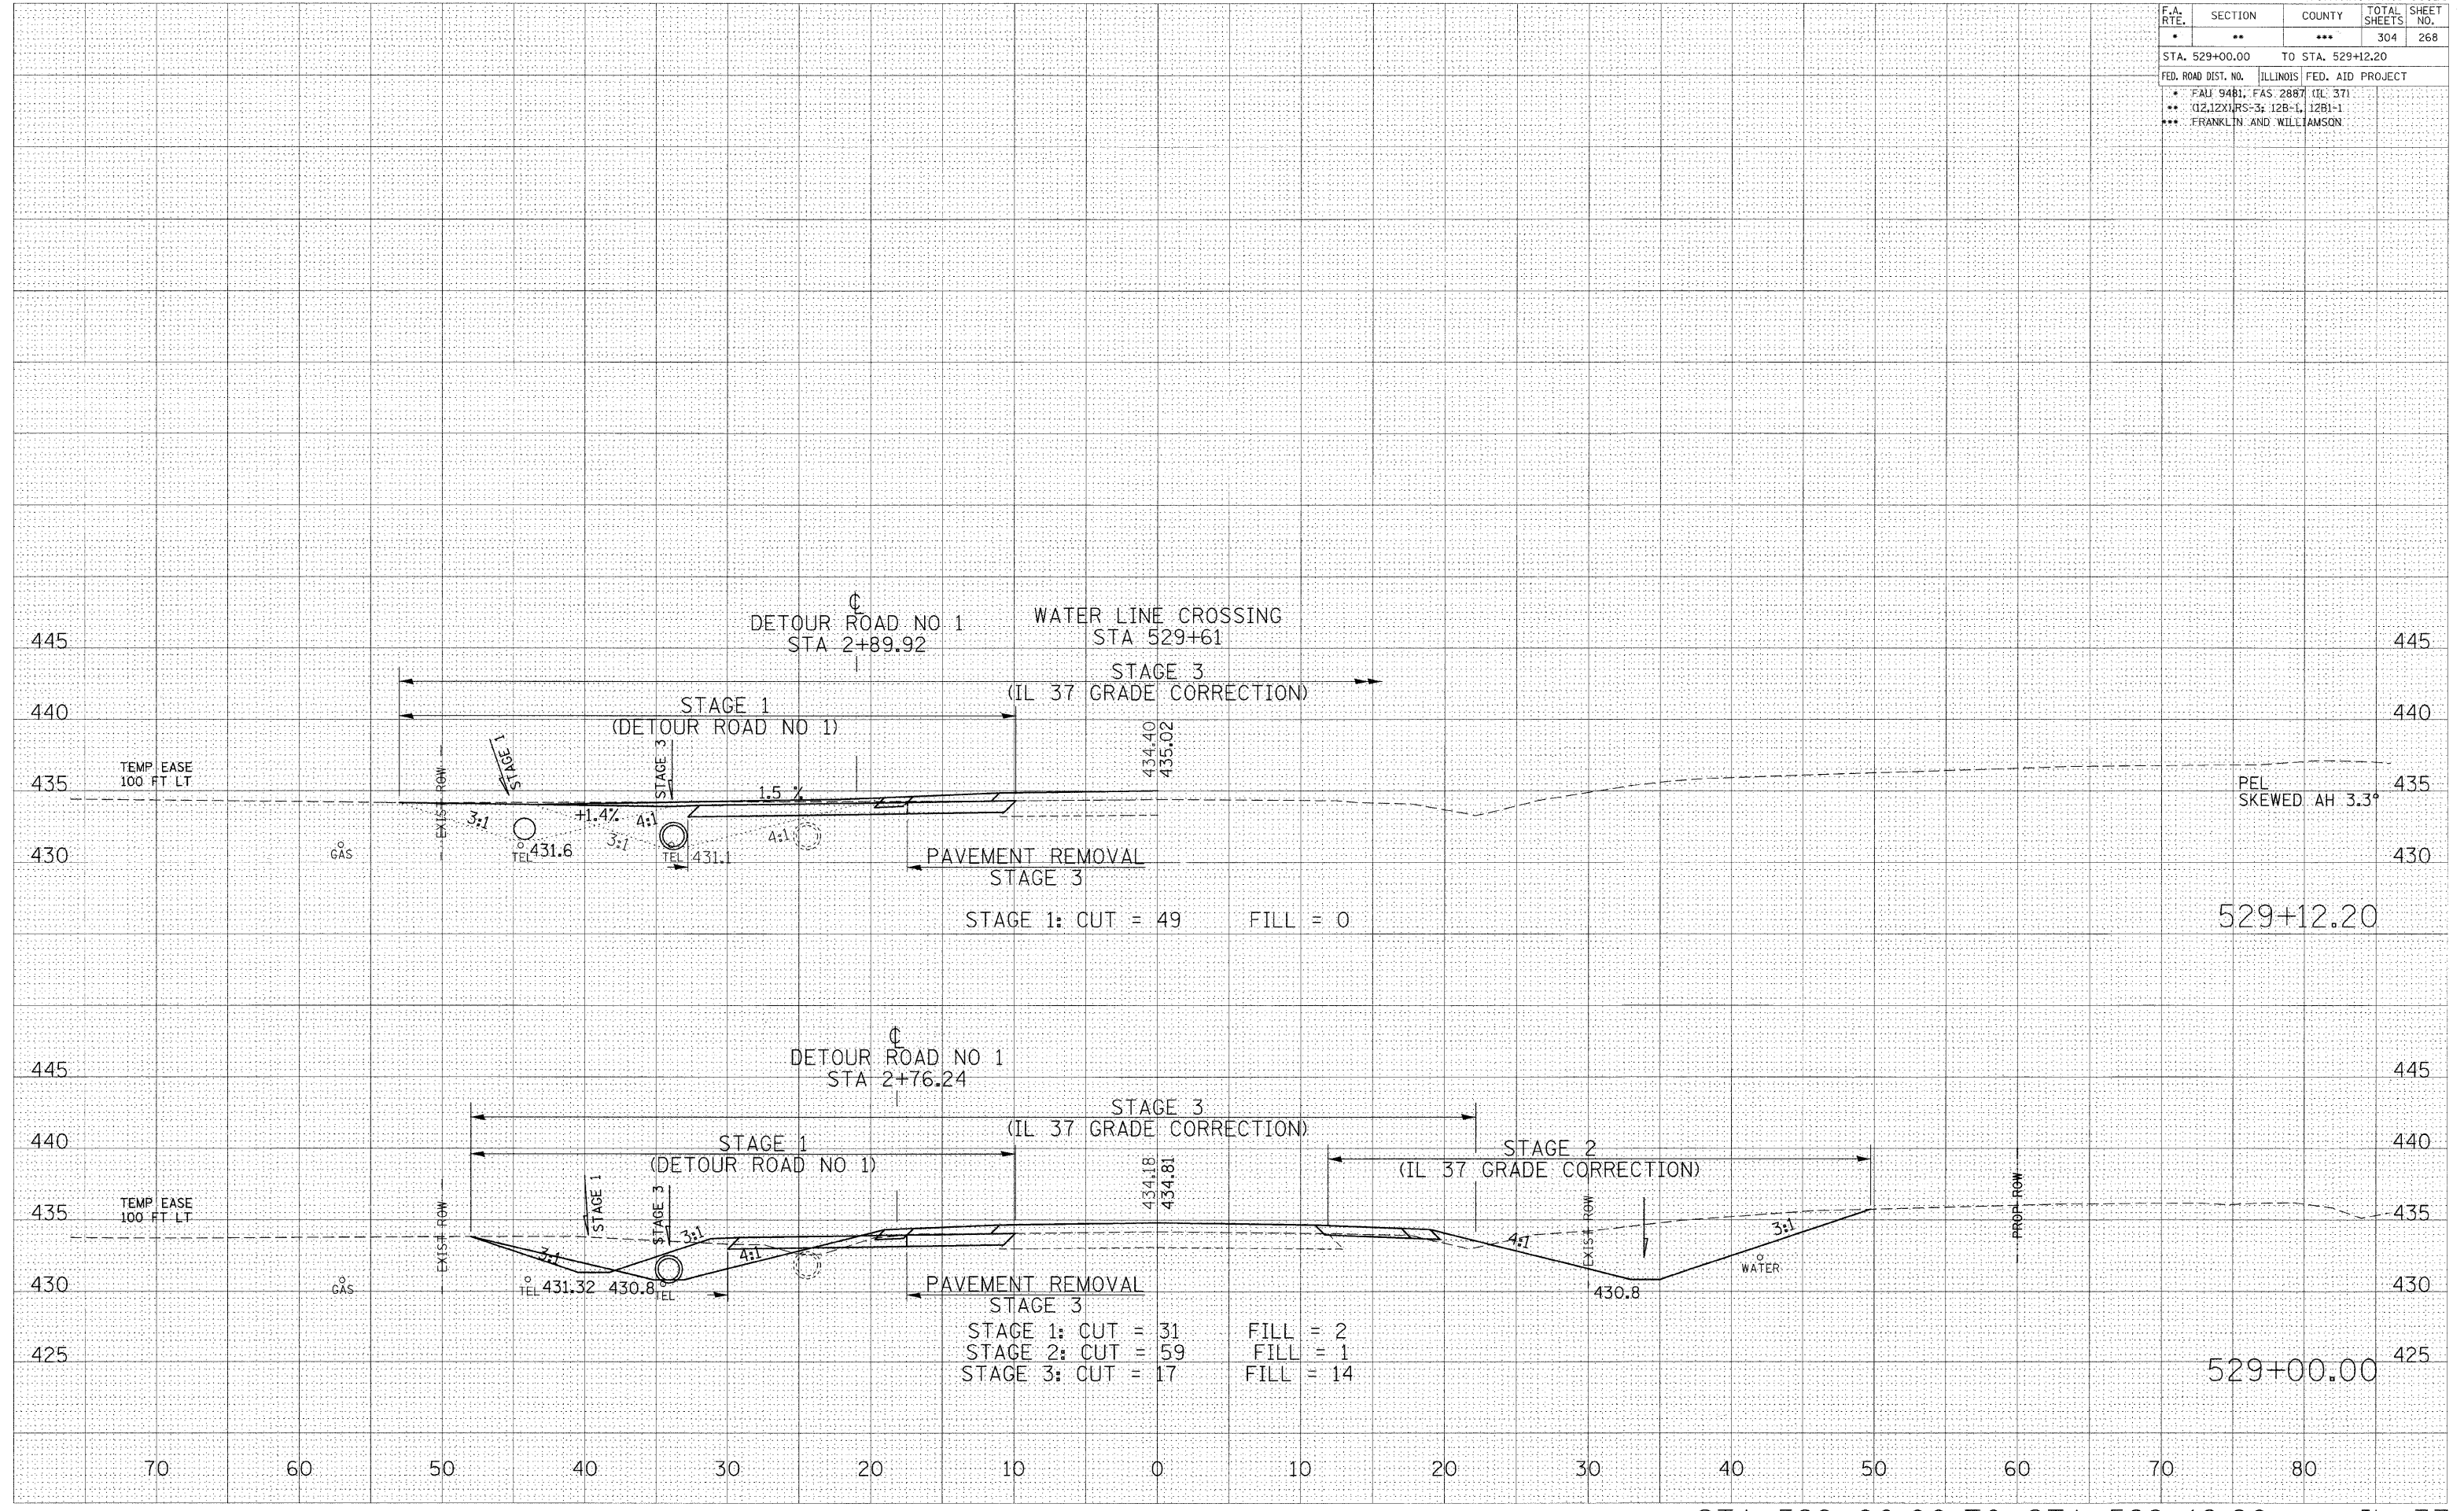 F.A. RTE. SECTION COUNTY TOTAL SHEETS SHEET NO.
* ** *** 304 268
STA. 529+00.00 TO STA. 529+12.20
FED. ROAD DIST. NO. ILLINOIS FED. AID PROJECT
* FAU 9481, FAS 2887 (IL 37)
** (12,12X),RS-3; 12B-1, 12B1-1
*** FRANKLIN AND WILLIAMSON
℄
DETOUR ROAD NO 1
STA 2+89.92
WATER LINE CROSSING
STA 529+61
445 445
STAGE 3
(IL 37 GRADE CORRECTION)
STAGE 1
(DETOUR ROAD NO 1)
440 440
STAGE 1
STAGE 3
434.40
435.02
TEMP EASE
100 FT LT
EXIST ROW
435 435
PEL
SKEWED AH 3.3°
1.5 %
3:1
+1.4%
4:1
3:1
4:1
GAS
TEL 431.6
TEL 431.1
430 430
PAVEMENT REMOVAL
STAGE 3
STAGE 1: CUT = 49 FILL = 0
529+12.20
℄
DETOUR ROAD NO 1
STA 2+76.24
445 445
STAGE 3
(IL 37 GRADE CORRECTION)
440 440
STAGE 1
(DETOUR ROAD NO 1)
STAGE 2
(IL 37 GRADE CORRECTION)
434.18
434.81
STAGE 1
STAGE 3
TEMP EASE
100 FT LT
EXIST ROW
EXIST ROW
PROP ROW
435 435
3:1
3:1
4:1
4:1
3:1
GAS
TEL 431.32
430.8
TEL
WATER
430.8
430 430
PAVEMENT REMOVAL
STAGE 3
STAGE 1: CUT = 31 FILL = 2
STAGE 2: CUT = 59 FILL = 1
STAGE 3: CUT = 17 FILL = 14
425 425
529+00.00
70 60 50 40 30 20 10 0 10 20 30 40 50 60 70 80